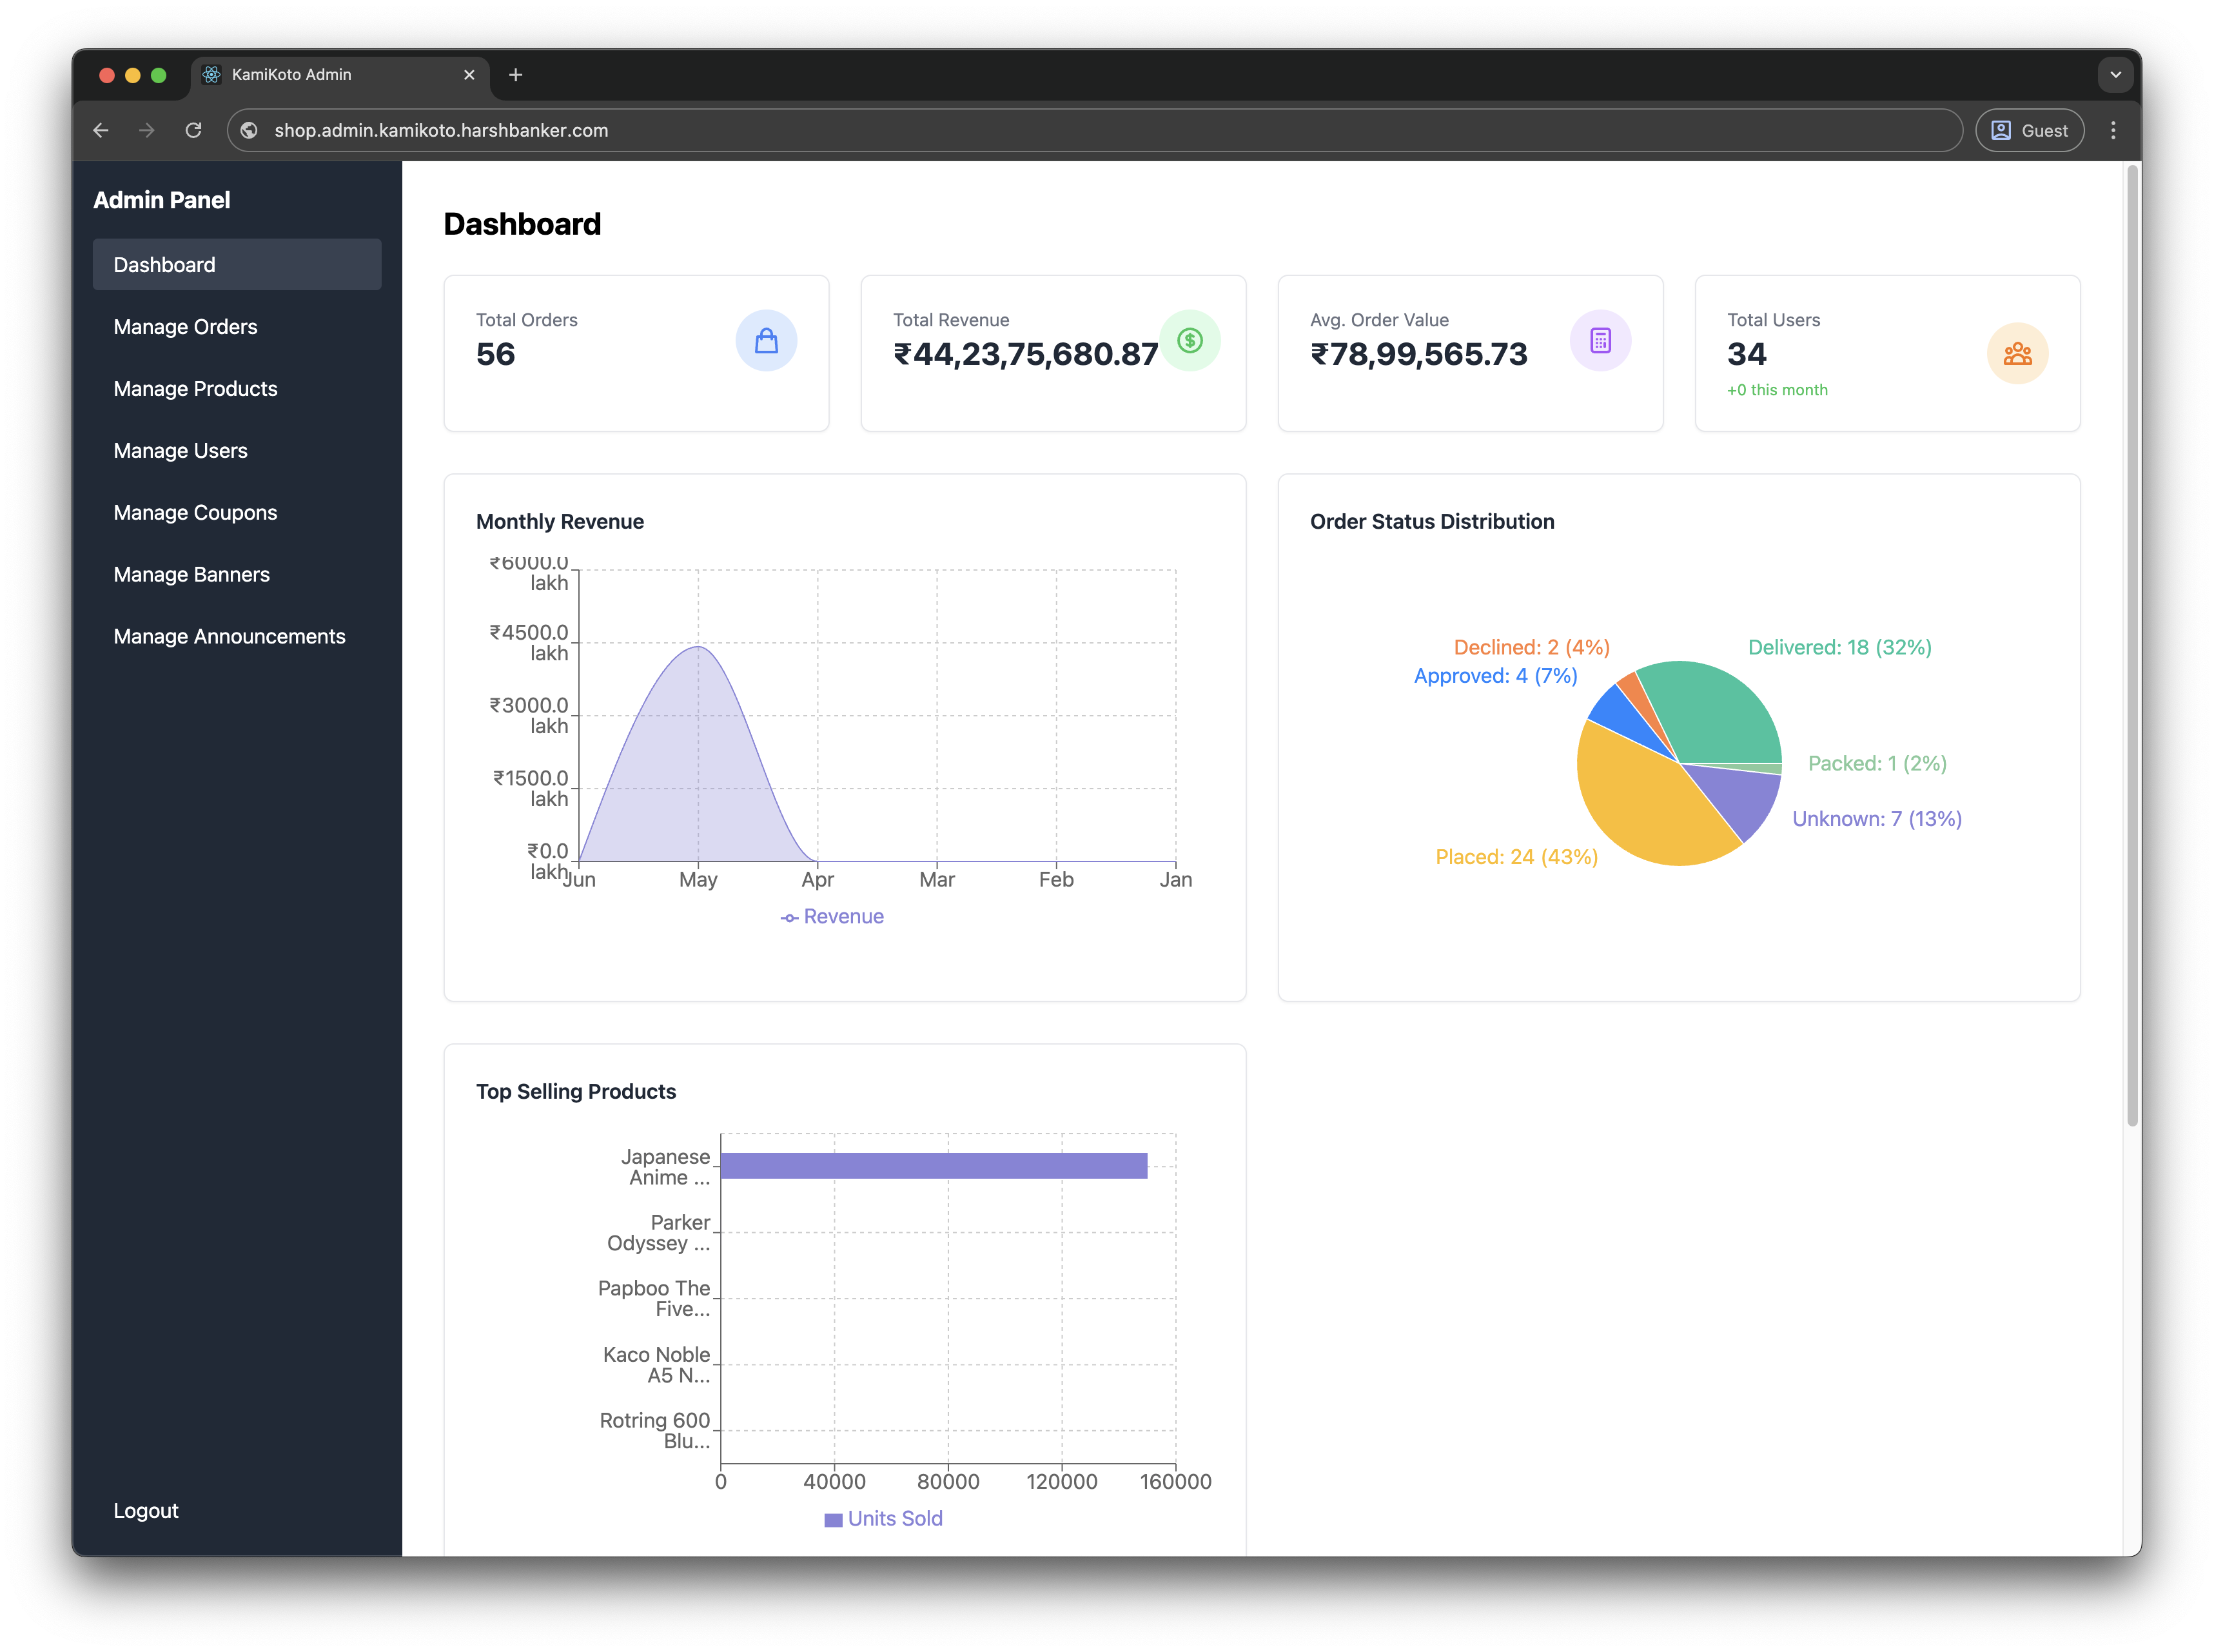 KamiKoto Admin
shop.admin.kamikoto.harshbanker.com
Guest
Admin Panel
Dashboard
Manage Orders
Manage Products
Manage Users
Manage Coupons
Manage Banners
Manage Announcements
Logout
Dashboard
Total Orders
56
Total Revenue
₹44,23,75,680.87
Avg. Order Value
₹78,99,565.73
Total Users
34
+0 this month
Monthly Revenue
₹6000.0
lakh
₹4500.0
lakh
₹3000.0
lakh
₹1500.0
lakh
₹0.0
lakh
Jun May Apr Mar Feb Jan
Revenue
Order Status Distribution
Declined: 2 (4%)
Delivered: 18 (32%)
Approved: 4 (7%)
Packed: 1 (2%)
Unknown: 7 (13%)
Placed: 24 (43%)
Top Selling Products
Japanese
Anime ...
Parker
Odyssey ...
Papboo The
Five...
Kaco Noble
A5 N...
Rotring 600
Blu...
0 40000 80000 120000 160000
Units Sold